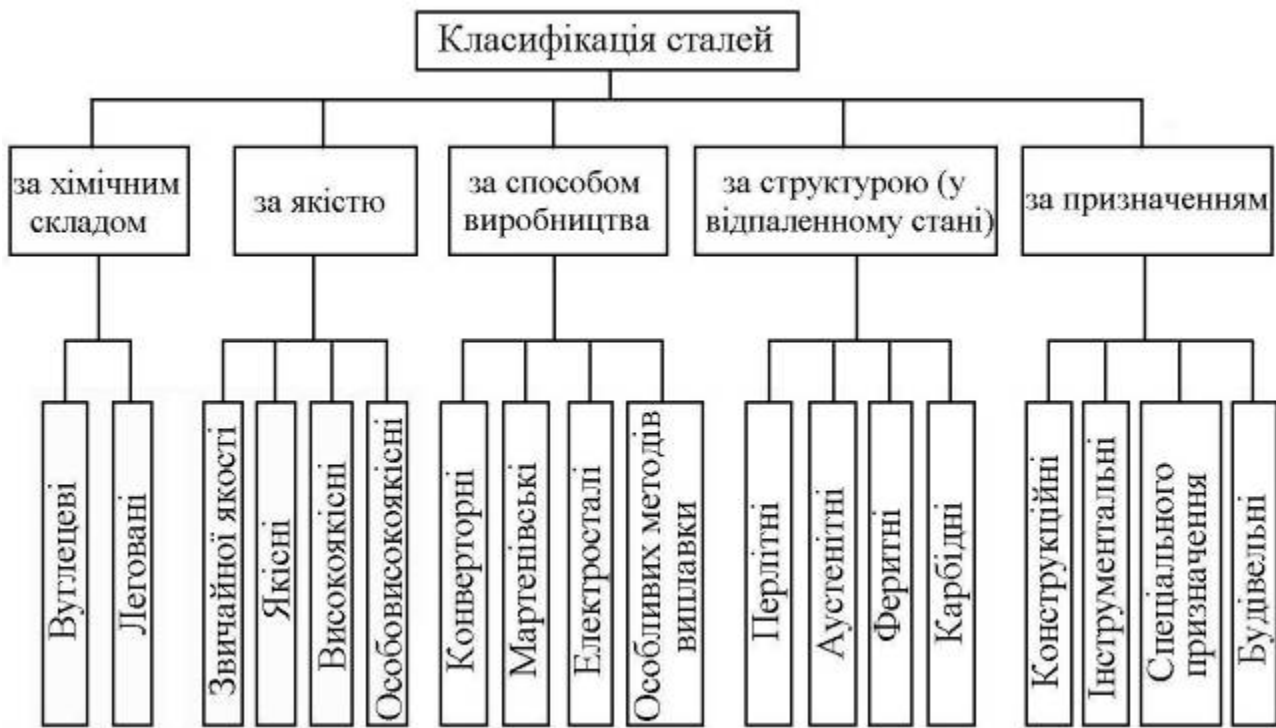 Класифікація сталей
за хімічним
складом
за якістю
за способом
виробництва
за структурою (у
відпаленному стані)
за призначенням
Вуглецеві
Леговані
Звичайної якості
Якісні
Високоякісні
Особовисокоякісні
Конверторні
Мартенівські
Електросталі
Особливих методів
виплавки
Перлітні
Аустенітні
Феритні
Карбідні
Конструкційні
Інструментальні
Спеціального
призначення
Будівельні